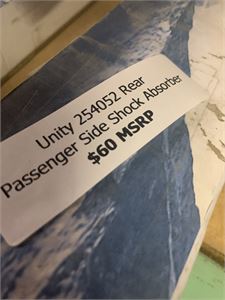 Unity 254052 Rear
Passenger Side Shock Absorber
$60 MSRP